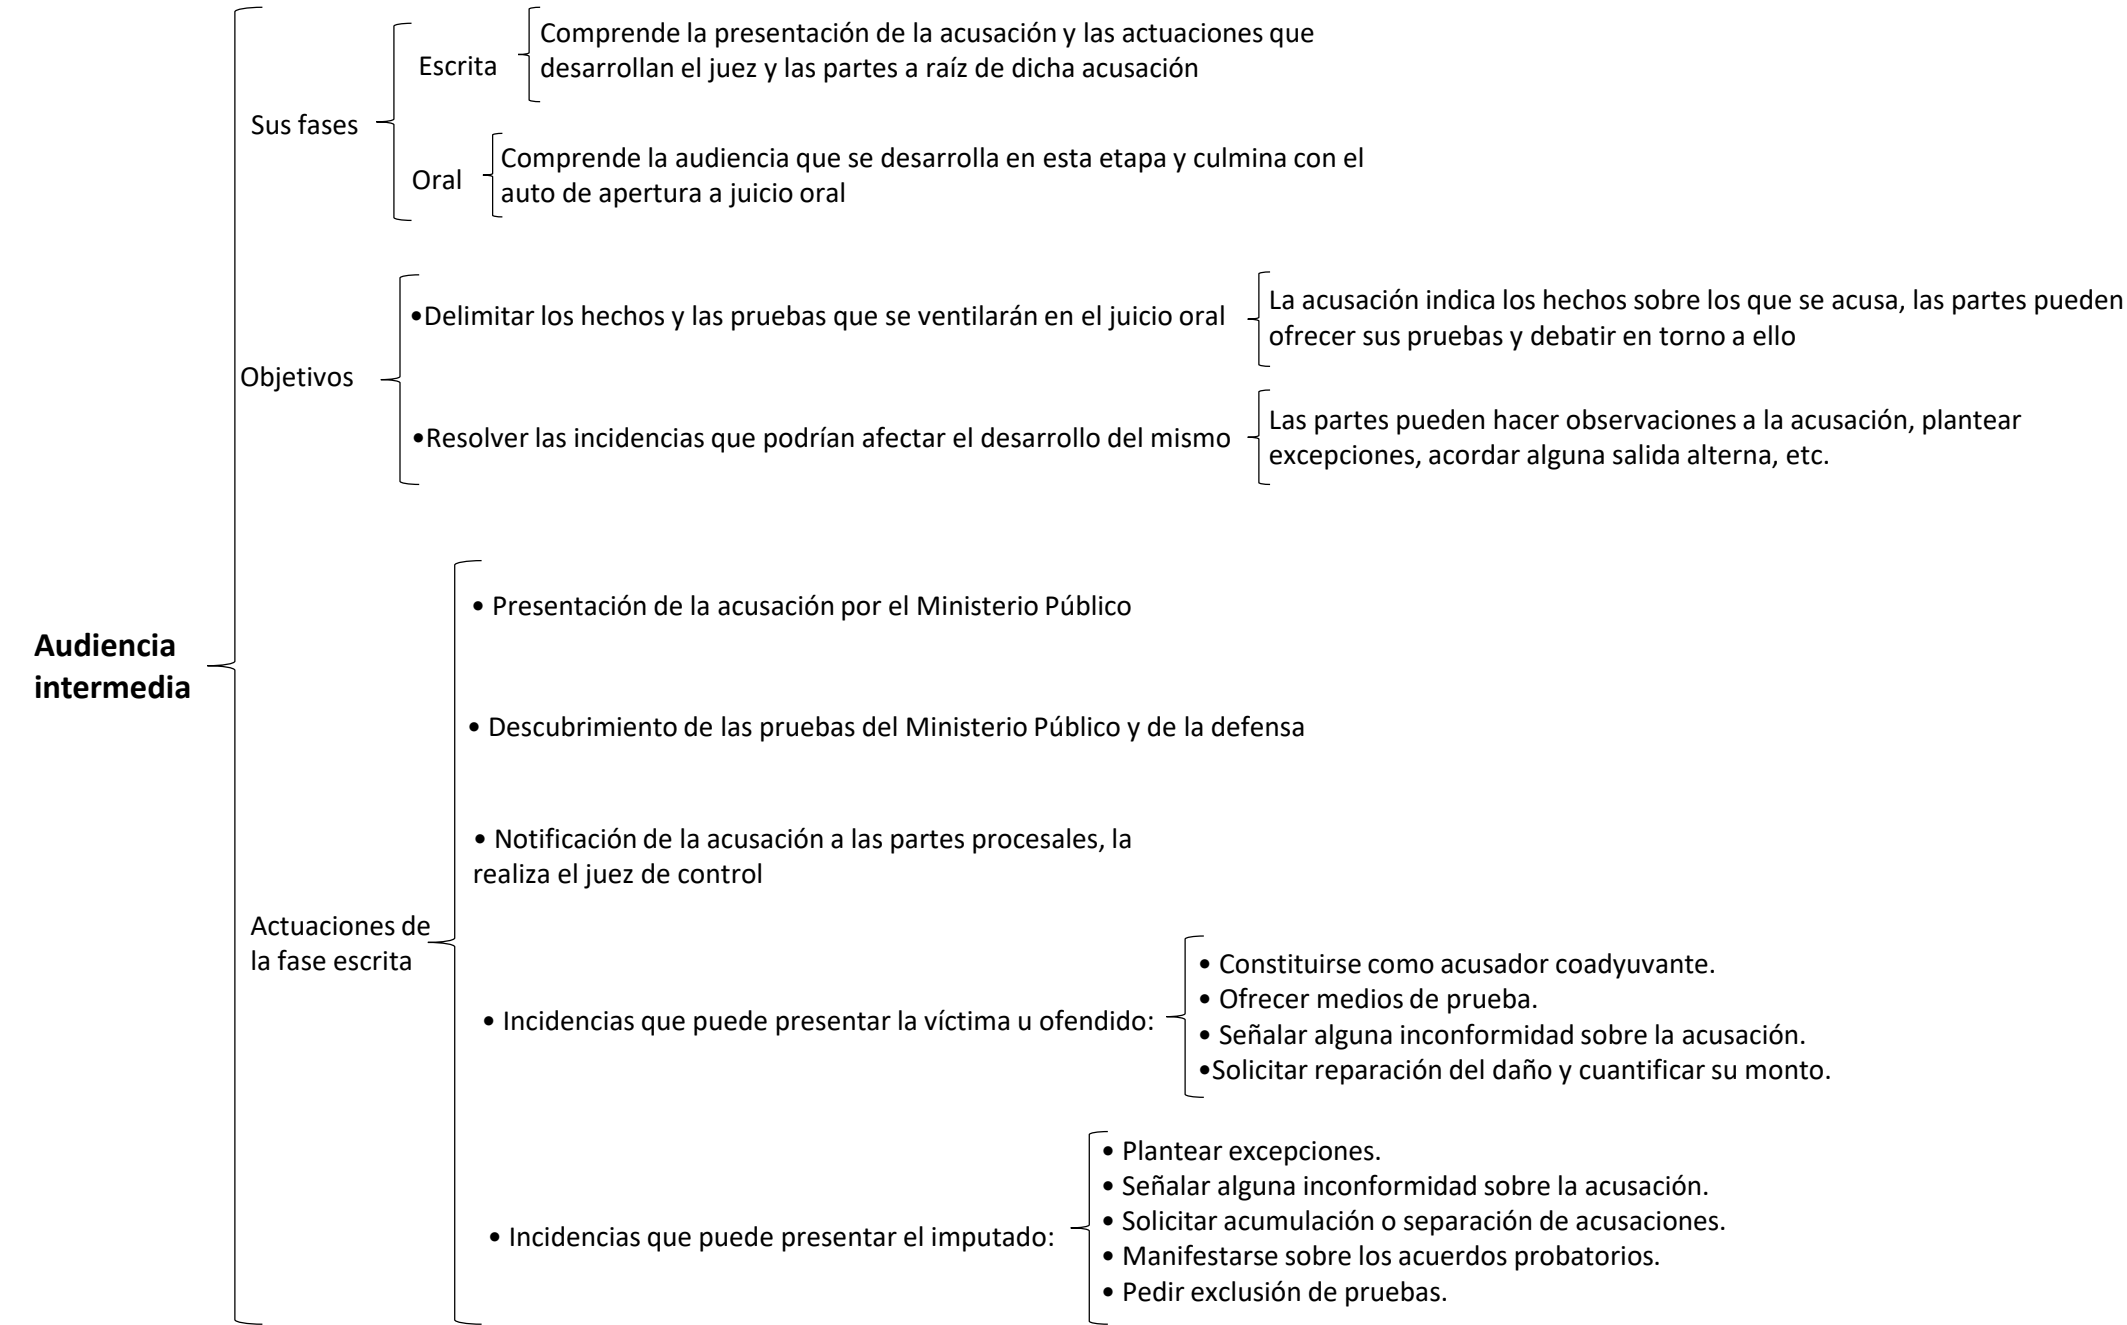 Audiencia
intermedia
Sus fases
Escrita
Comprende la presentación de la acusación y las actuaciones que
desarrollan el juez y las partes a raíz de dicha acusación
Oral
Comprende la audiencia que se desarrolla en esta etapa y culmina con el
auto de apertura a juicio oral
Objetivos
•Delimitar los hechos y las pruebas que se ventilarán en el juicio oral
La acusación indica los hechos sobre los que se acusa, las partes pueden
ofrecer sus pruebas y debatir en torno a ello
•Resolver las incidencias que podrían afectar el desarrollo del mismo
Las partes pueden hacer observaciones a la acusación, plantear
excepciones, acordar alguna salida alterna, etc.
Actuaciones de
la fase escrita
• Presentación de la acusación por el Ministerio Público
• Descubrimiento de las pruebas del Ministerio Público y de la defensa
• Notificación de la acusación a las partes procesales, la
realiza el juez de control
• Incidencias que puede presentar la víctima u ofendido:
• Constituirse como acusador coadyuvante.
• Ofrecer medios de prueba.
• Señalar alguna inconformidad sobre la acusación.
•Solicitar reparación del daño y cuantificar su monto.
• Incidencias que puede presentar el imputado:
• Plantear excepciones.
• Señalar alguna inconformidad sobre la acusación.
• Solicitar acumulación o separación de acusaciones.
• Manifestarse sobre los acuerdos probatorios.
• Pedir exclusión de pruebas.